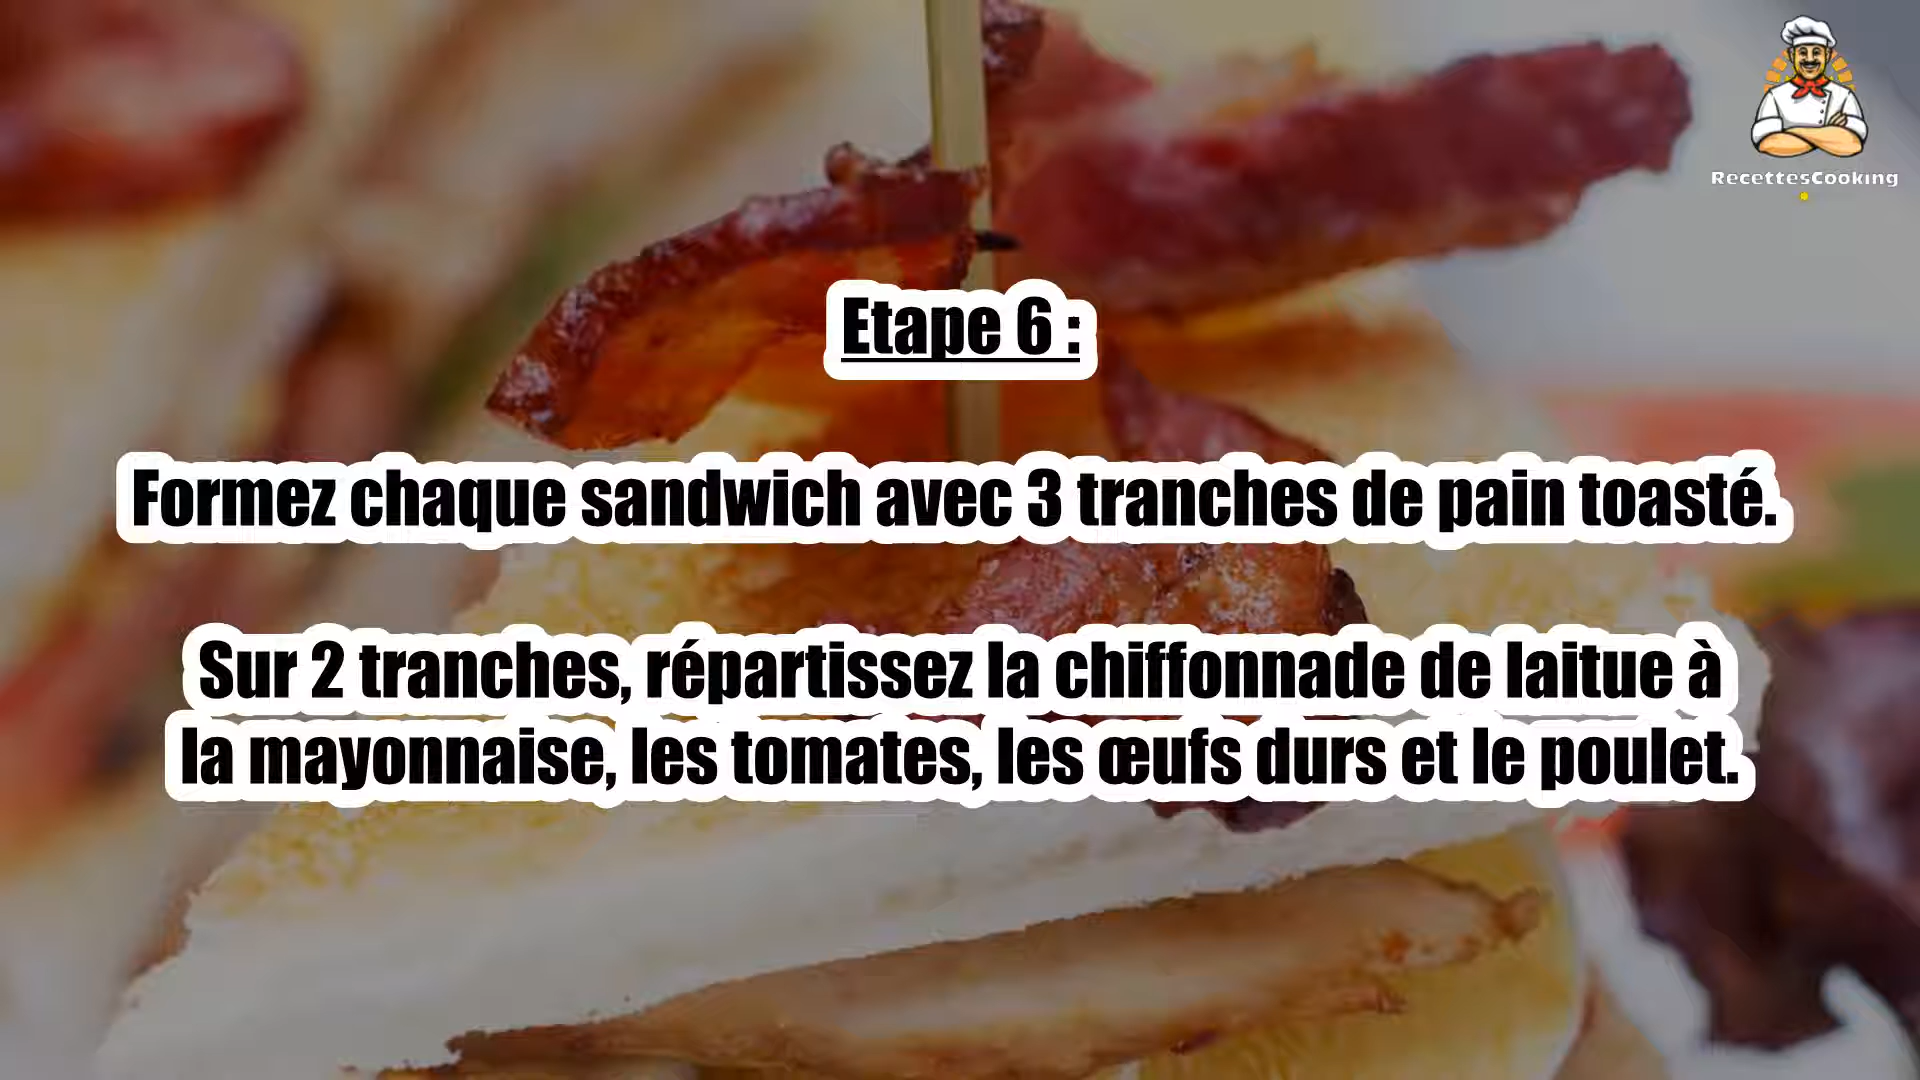 RecettesCooking
Etape 6 :
Formez chaque sandwich avec 3 tranches de pain toasté.
Sur 2 tranches, répartissez la chiffonnade de laitue à
la mayonnaise, les tomates, les œufs durs et le poulet.